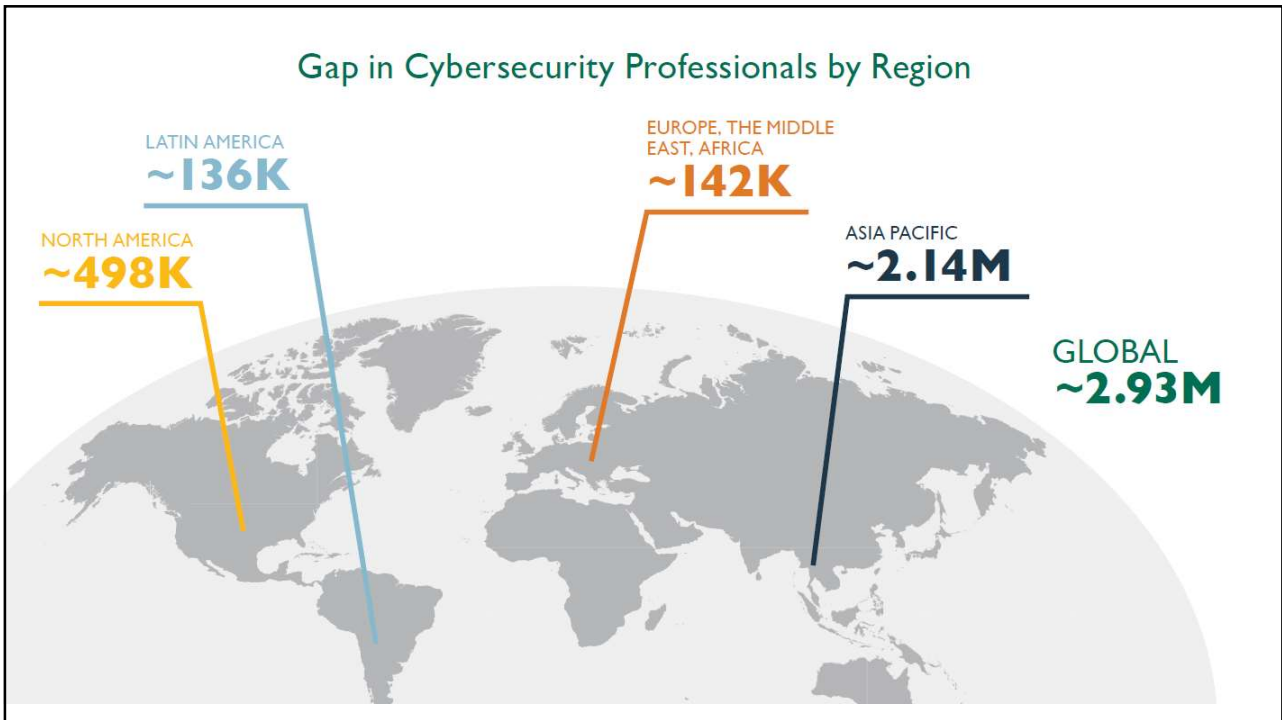 Gap in Cybersecurity Professionals by Region
LATIN AMERICA
~136K
EUROPE, THE MIDDLE
EAST, AFRICA
~142K
NORTH AMERICA
~498K
ASIA PACIFIC
~2.14M
GLOBAL
~2.93M